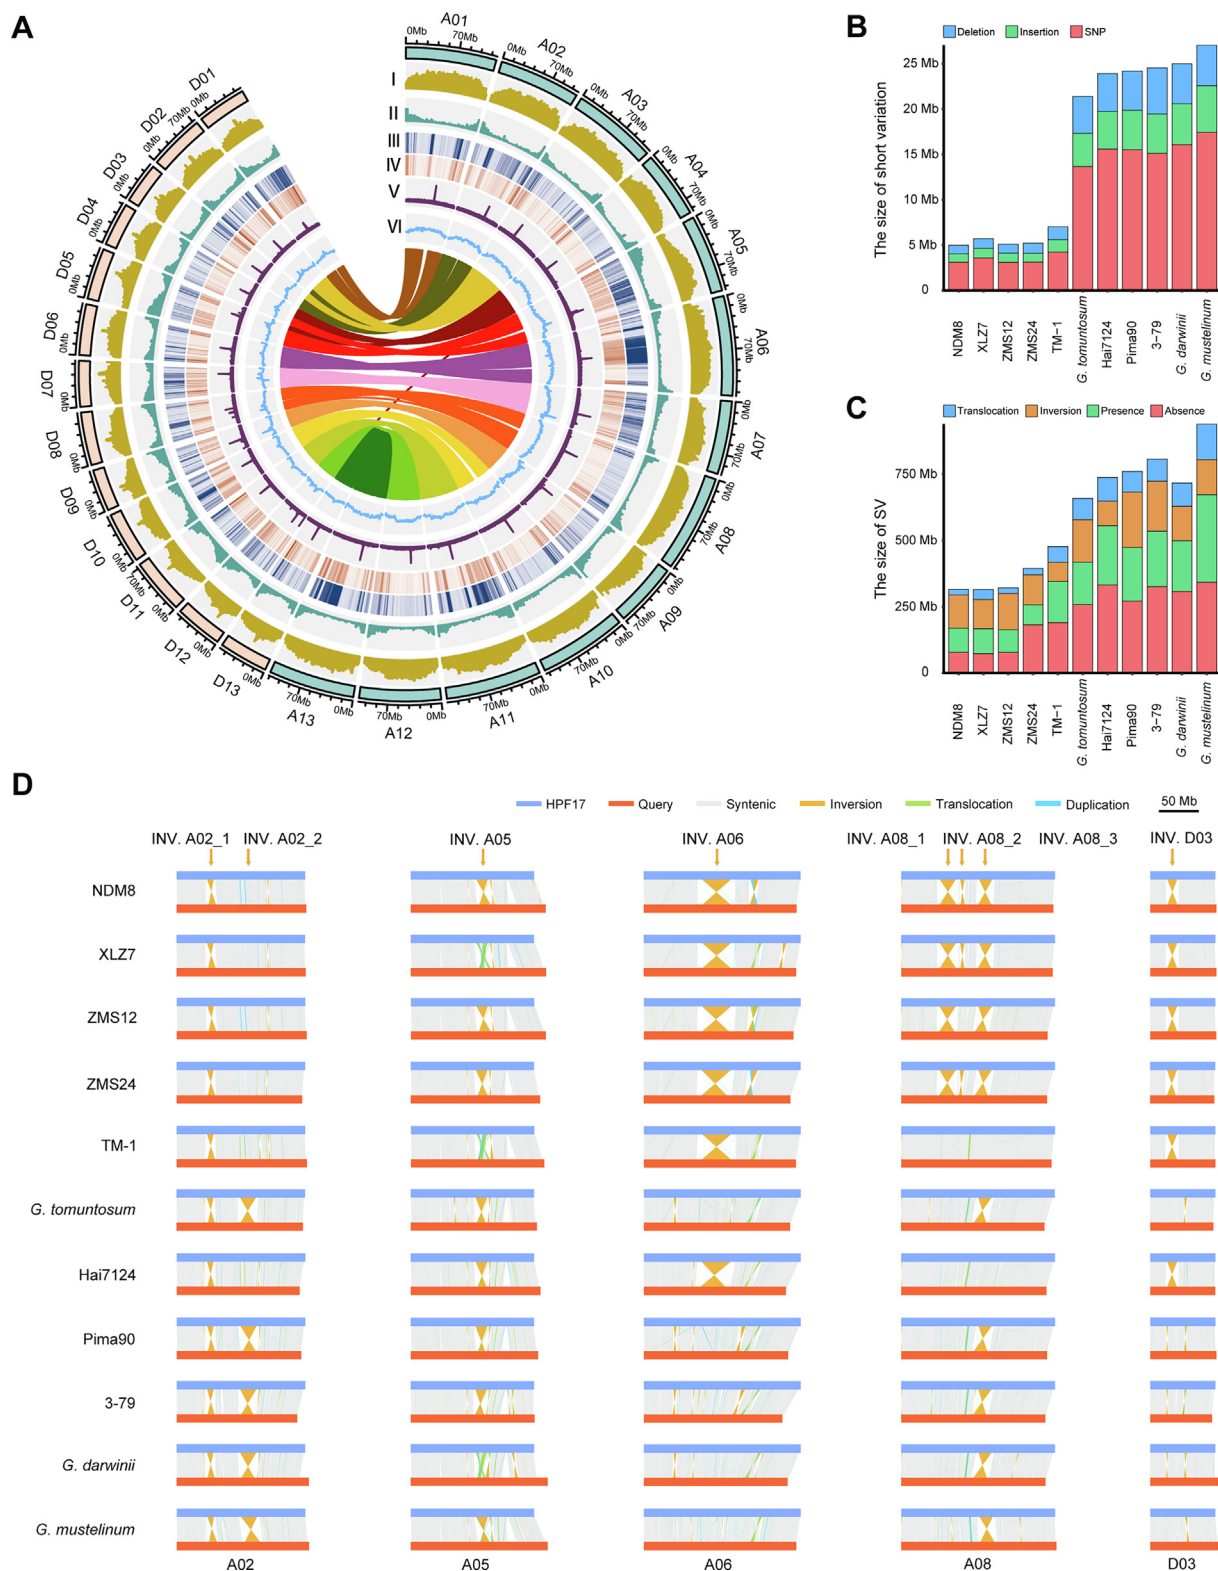 A
A01
0Mb
70Mb
A02
0Mb
70Mb
A03
0Mb
70Mb
A04
0Mb
70Mb
A05
0Mb
70Mb
A06
0Mb
70Mb
A07
0Mb
70Mb
A08
0Mb
70Mb
A09
0Mb
70Mb
A10
0Mb
70Mb
A11
0Mb
A12
0Mb
70Mb
A13
0Mb
70Mb
D13
0Mb
D12
0Mb
D11
0Mb
70Mb
D10
0Mb
D09
0Mb
D08
0Mb
D07
0Mb
D06
0Mb
D05
0Mb
D04
0Mb
D03
0Mb
D02
0Mb
70Mb
D01
0Mb
I
II
III
IV
V
VI
B
Deletion Insertion SNP
The size of short variation
25 Mb
20 Mb
15 Mb
10 Mb
5 Mb
0
NDM8
XLZ7
ZMS12
ZMS24
TM-1
G. tomuntosum
Hai7124
Pima90
3-79
G. darwinii
G. mustelinum
C
Translocation Inversion Presence Absence
The size of SV
750 Mb
500 Mb
250 Mb
0
NDM8
XLZ7
ZMS12
ZMS24
TM-1
G. tomuntosum
Hai7124
Pima90
3-79
G. darwinii
G. mustelinum
D
HPF17 Query Syntenic Inversion Translocation Duplication 50 Mb
INV. A02_1 INV. A02_2 INV. A05 INV. A06 INV. A08_1 INV. A08_2 INV. A08_3 INV. D03
NDM8
XLZ7
ZMS12
ZMS24
TM-1
G. tomuntosum
Hai7124
Pima90
3-79
G. darwinii
G. mustelinum
A02 A05 A06 A08 D03